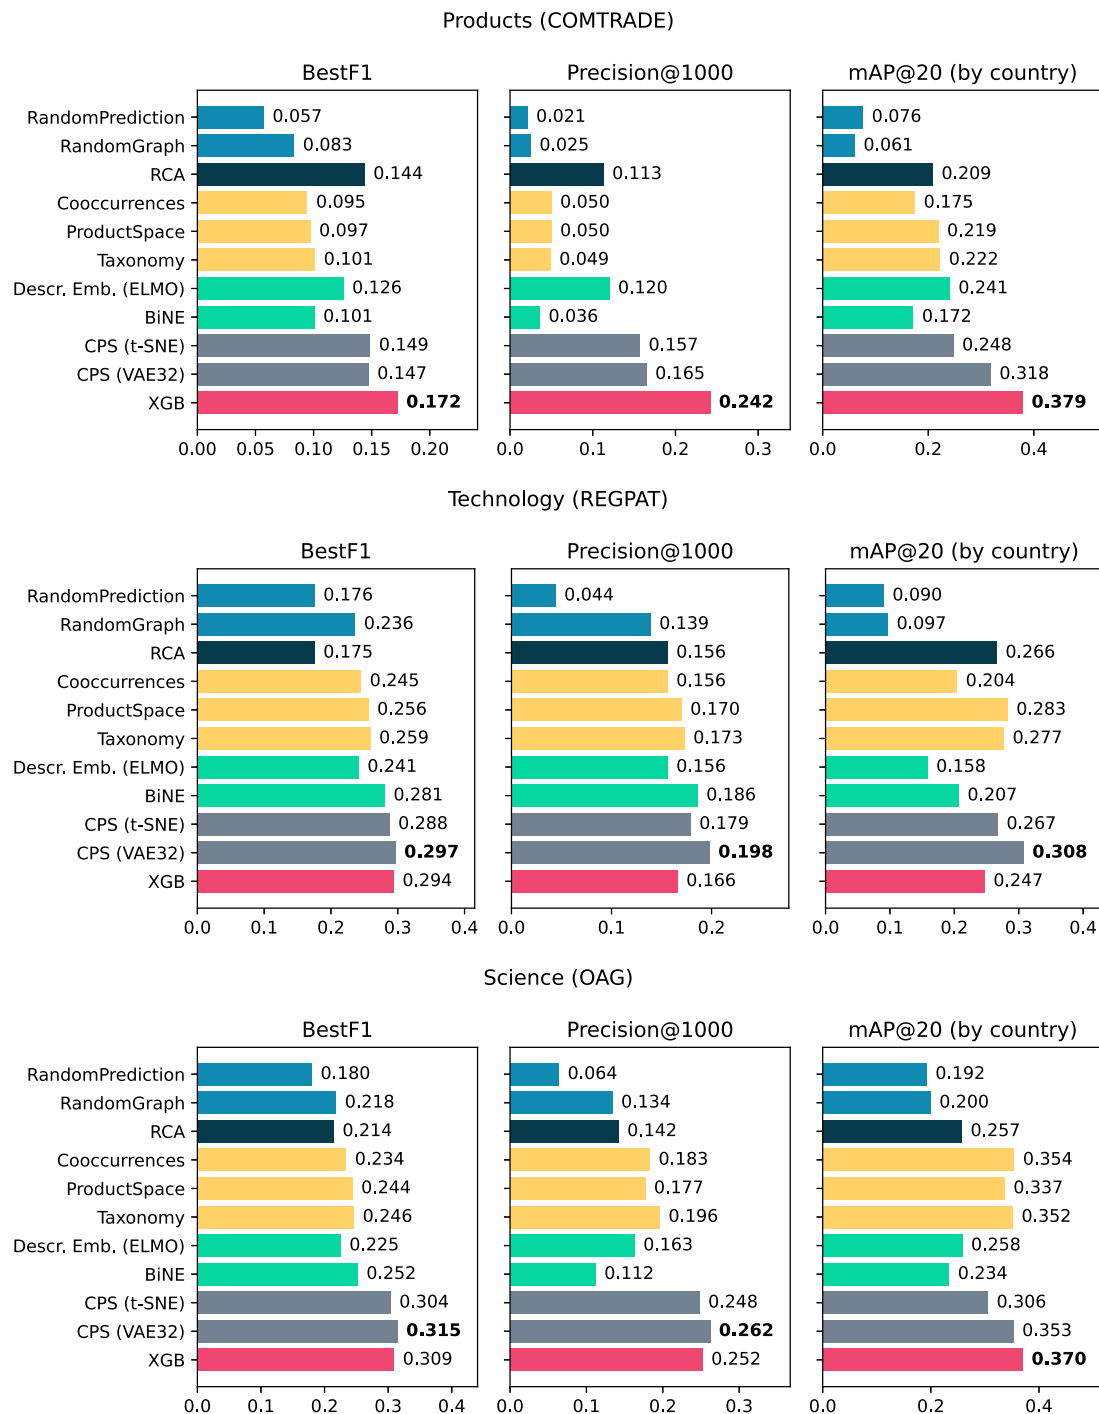 Products (COMTRADE)
BestF1 Precision@1000 mAP@20 (by country)
RandomPrediction 0.057 0.021 0.076
RandomGraph 0.083 0.025 0.061
RCA 0.144 0.113 0.209
Cooccurrences 0.095 0.050 0.175
ProductSpace 0.097 0.050 0.219
Taxonomy 0.101 0.049 0.222
Descr. Emb. (ELMO) 0.126 0.120 0.241
BiNE 0.101 0.036 0.172
CPS (t-SNE) 0.149 0.157 0.248
CPS (VAE32) 0.147 0.165 0.318
XGB 0.172 0.242 0.379
0.00 0.05 0.10 0.15 0.20 0.0 0.1 0.2 0.3 0.0 0.2 0.4
Technology (REGPAT)
BestF1 Precision@1000 mAP@20 (by country)
RandomPrediction 0.176 0.044 0.090
RandomGraph 0.236 0.139 0.097
RCA 0.175 0.156 0.266
Cooccurrences 0.245 0.156 0.204
ProductSpace 0.256 0.170 0.283
Taxonomy 0.259 0.173 0.277
Descr. Emb. (ELMO) 0.241 0.156 0.158
BiNE 0.281 0.186 0.207
CPS (t-SNE) 0.288 0.179 0.267
CPS (VAE32) 0.297 0.198 0.308
XGB 0.294 0.166 0.247
0.0 0.1 0.2 0.3 0.4 0.0 0.1 0.2 0.0 0.1 0.2 0.3 0.4
Science (OAG)
BestF1 Precision@1000 mAP@20 (by country)
RandomPrediction 0.180 0.064 0.192
RandomGraph 0.218 0.134 0.200
RCA 0.214 0.142 0.257
Cooccurrences 0.234 0.183 0.354
ProductSpace 0.244 0.177 0.337
Taxonomy 0.246 0.196 0.352
Descr. Emb. (ELMO) 0.225 0.163 0.258
BiNE 0.252 0.112 0.234
CPS (t-SNE) 0.304 0.248 0.306
CPS (VAE32) 0.315 0.262 0.353
XGB 0.309 0.252 0.370
0.0 0.1 0.2 0.3 0.4 0.0 0.1 0.2 0.3 0.0 0.2 0.4